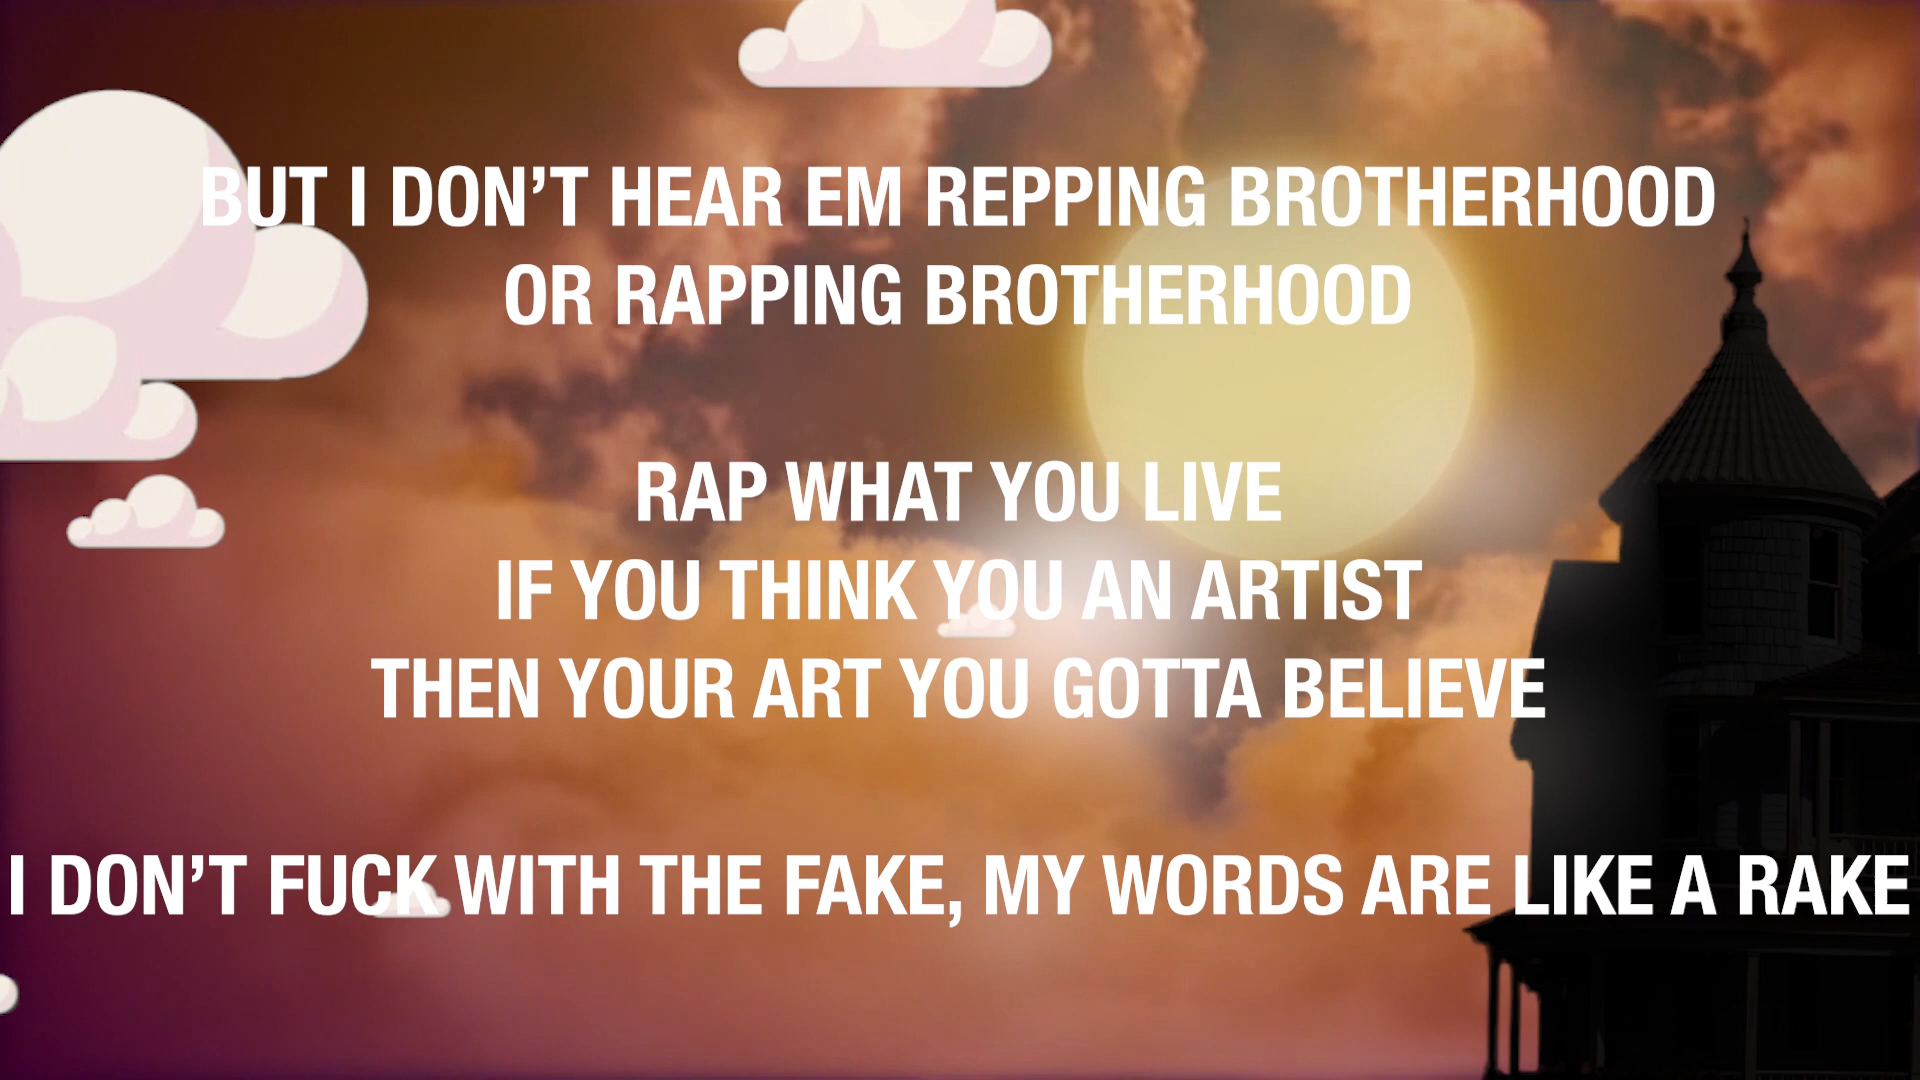 BUT I DON’T HEAR EM REPPING BROTHERHOOD
OR RAPPING BROTHERHOOD
RAP WHAT YOU LIVE
IF YOU THINK YOU AN ARTIST
THEN YOUR ART YOU GOTTA BELIEVE
I DON’T FUCK WITH THE FAKE, MY WORDS ARE LIKE A RAKE